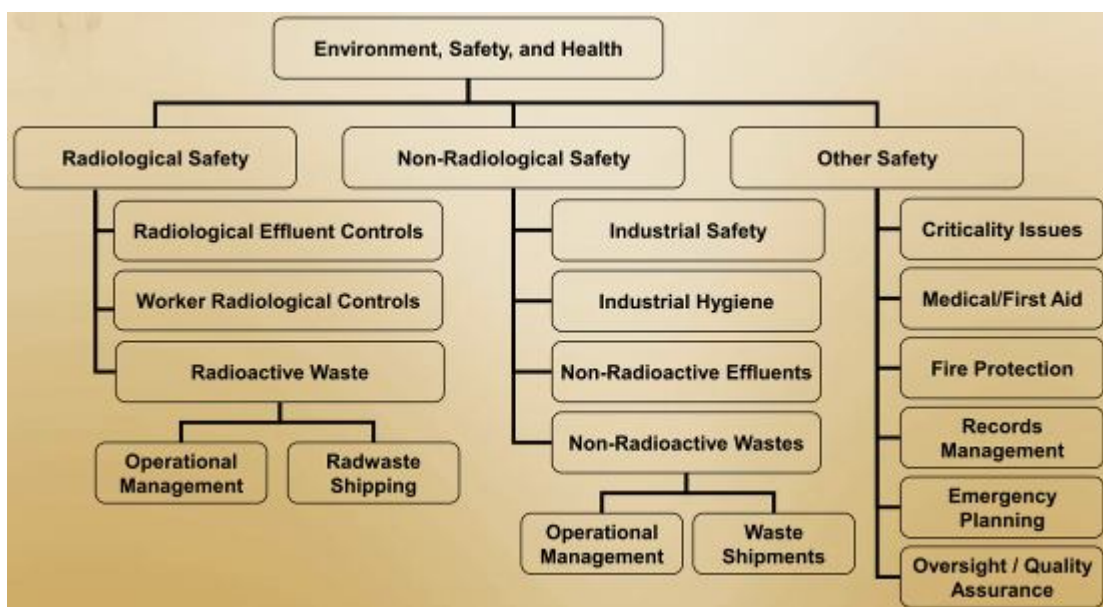 Environment, Safety, and Health
Radiological Safety
Non-Radiological Safety
Other Safety
Radiological Effluent Controls
Worker Radiological Controls
Radioactive Waste
Operational
Management
Radwaste
Shipping
Industrial Safety
Industrial Hygiene
Non-Radioactive Effluents
Non-Radioactive Wastes
Operational
Management
Waste
Shipments
Criticality Issues
Medical/First Aid
Fire Protection
Records
Management
Emergency
Planning
Oversight / Quality
Assurance